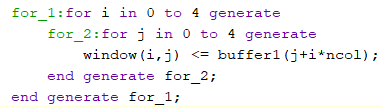 for_1:for i in 0 to 4 generate
for_2:for j in 0 to 4 generate
window(i,j) <= buffer1(j+i*ncol);
end generate for_2;
end generate for_1;